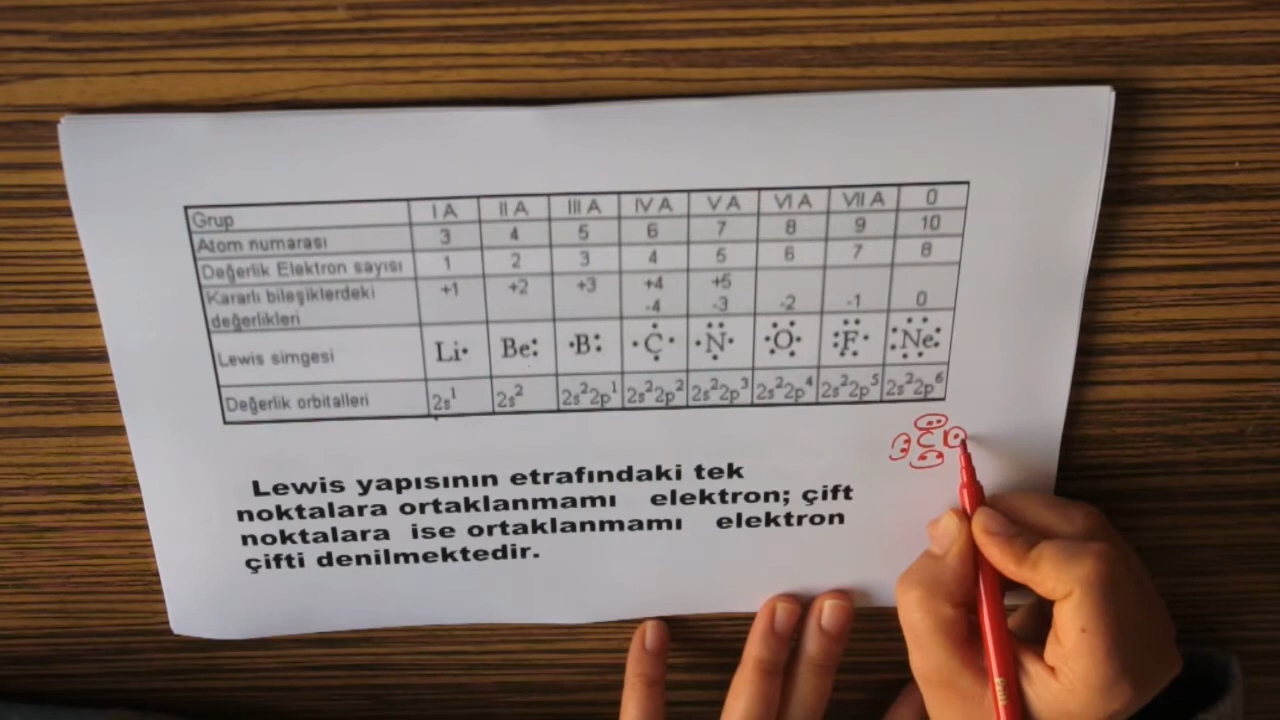 Grup I A II A III A IV A V A VI A VII A 0
Atom numarası 3 4 5 6 7 8 9 10
Değerlik Elektron sayısı 1 2 3 4 5 6 7 8
Kararlı bileşiklerdeki değerlikleri +1 +2 +3 +4 -4 +5 -3 -2 -1 0
Lewis simgesi Li· Be: ·B: C N O F Ne
Değerlik orbitalleri 2s¹ 2s² 2s²2p¹ 2s²2p² 2s²2p³ 2s²2p⁴ 2s²2p⁵ 2s²2p⁶
Cl
Lewis yapısının etrafındaki tek
noktalara ortaklanmamı elektron; çift
noktalara ise ortaklanmamı elektron
çifti denilmektedir.